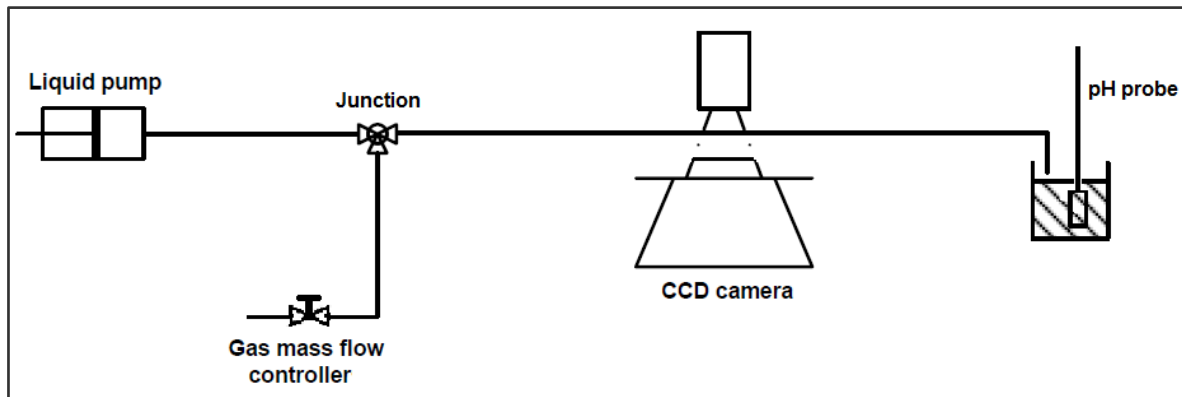 Liquid pump
Junction
pH probe
CCD camera
Gas mass flow
controller